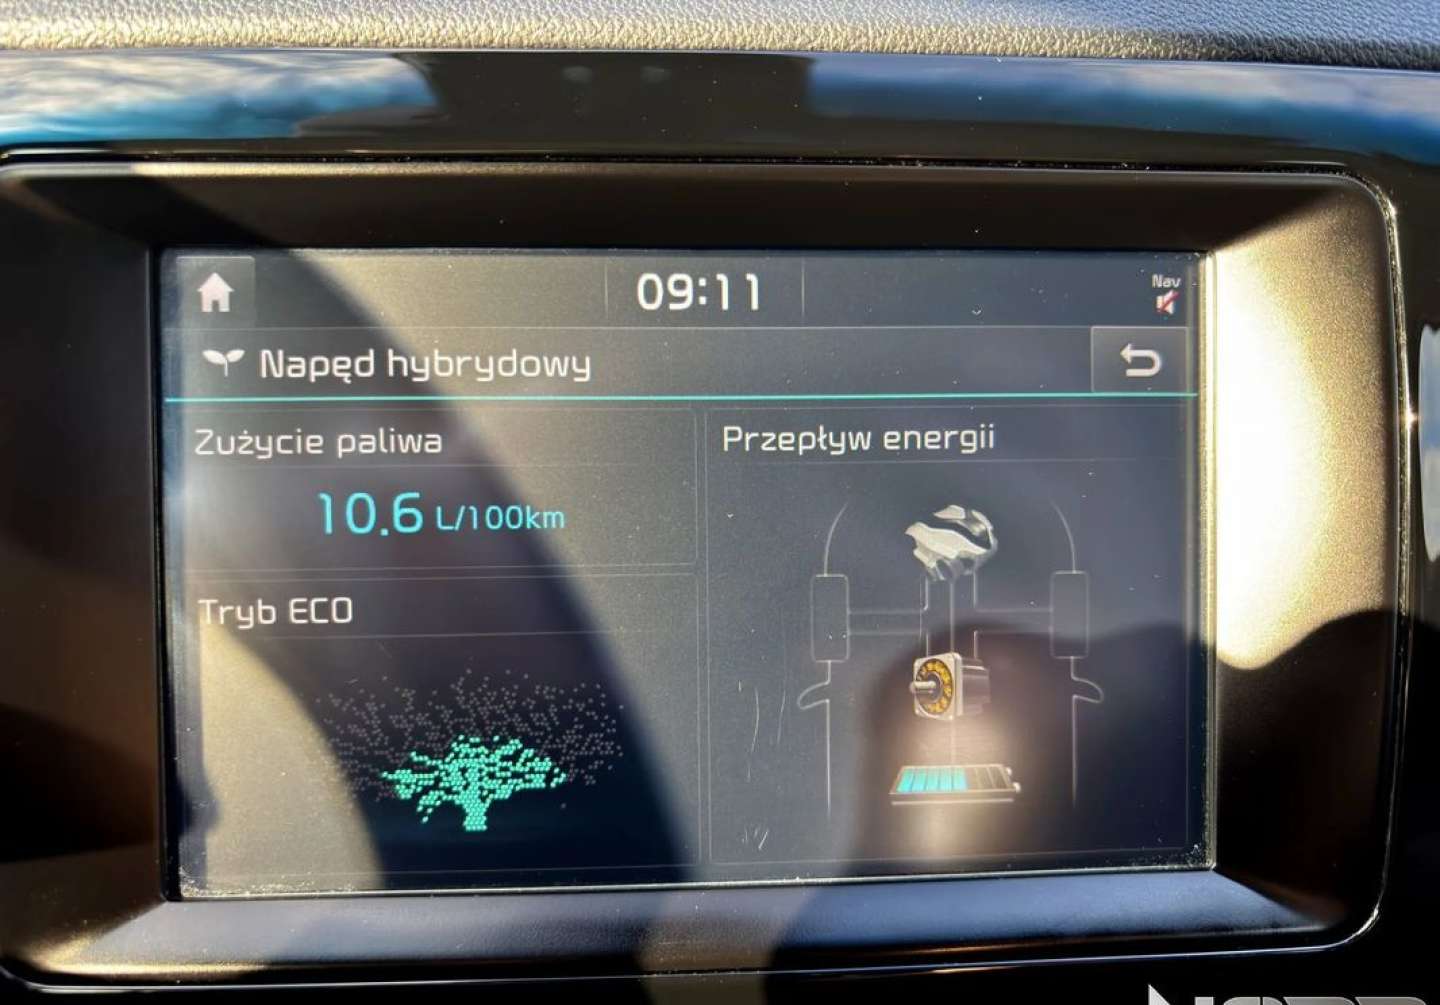 09:11
Nav
Napęd hybrydowy
Zużycie paliwa
10.6 L/100km
Tryb ECO
Przepływ energii